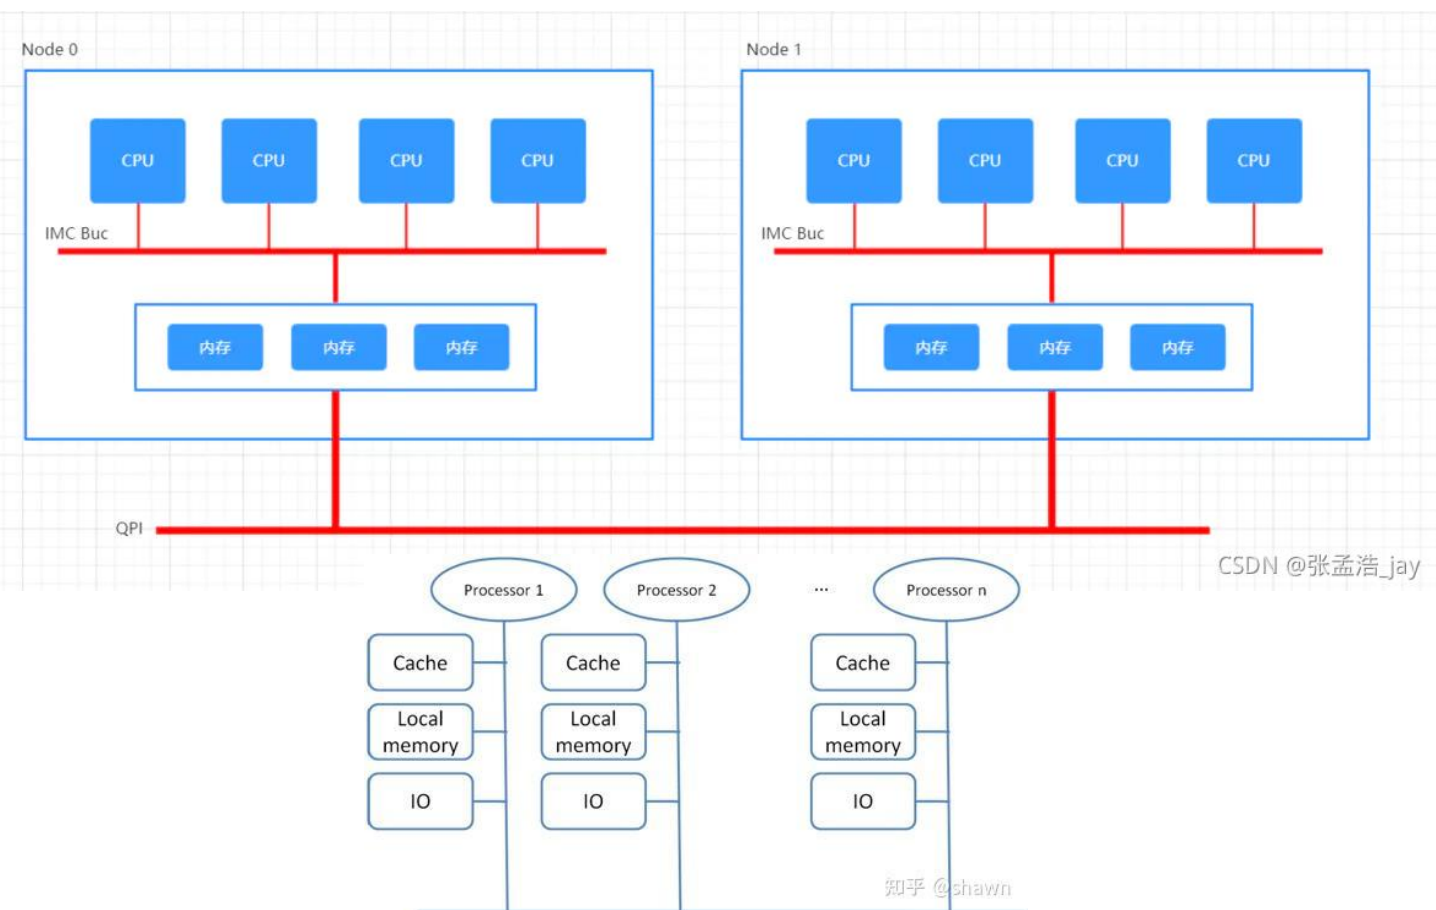 Node 0
Node 1
CPU
CPU
CPU
CPU
CPU
CPU
CPU
CPU
IMC Buc
IMC Buc
内存
内存
内存
内存
内存
内存
QPI
CSDN @张孟浩_jay
Processor 1
Processor 2
...
Processor n
Cache
Cache
Cache
Local
memory
Local
memory
Local
memory
IO
IO
IO
知乎 @shawn